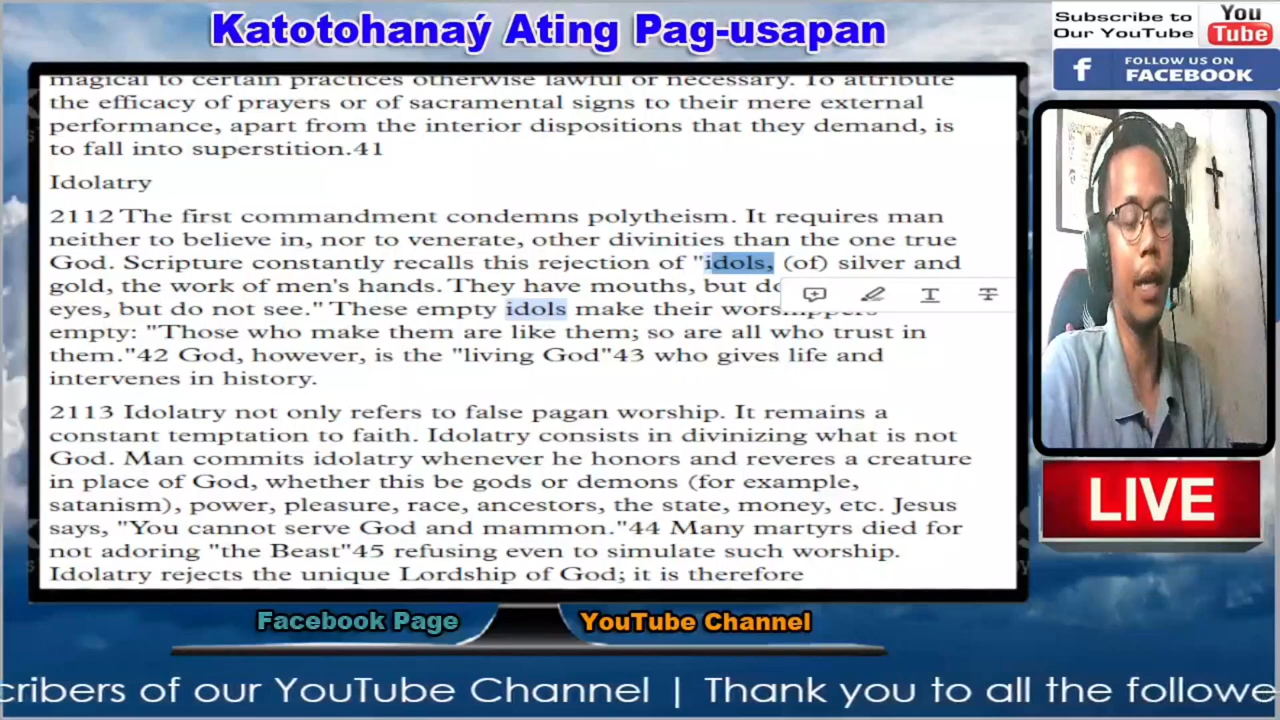 Katotohanaý Ating Pag-usapan
Subscribe to
Our YouTube
You
Tube
f
FOLLOW US ON
FACEBOOK
magical to certain practices otherwise lawful or necessary. To attribute
the efficacy of prayers or of sacramental signs to their mere external
performance, apart from the interior dispositions that they demand, is
to fall into superstition.41
Idolatry
2112 The first commandment condemns polytheism. It requires man
neither to believe in, nor to venerate, other divinities than the one true
God. Scripture constantly recalls this rejection of "idols, (of) silver and
gold, the work of men's hands. They have mouths, but do
eyes, but do not see." These empty idols make their worshippers
empty: "Those who make them are like them; so are all who trust in
them."42 God, however, is the "living God"43 who gives life and
intervenes in history.
2113 Idolatry not only refers to false pagan worship. It remains a
constant temptation to faith. Idolatry consists in divinizing what is not
God. Man commits idolatry whenever he honors and reveres a creature
in place of God, whether this be gods or demons (for example,
satanism), power, pleasure, race, ancestors, the state, money, etc. Jesus
says, "You cannot serve God and mammon."44 Many martyrs died for
not adoring "the Beast"45 refusing even to simulate such worship.
Idolatry rejects the unique Lordship of God; it is therefore
LIVE
Facebook Page
YouTube Channel
cribers of our YouTube Channel | Thank you to all the followe